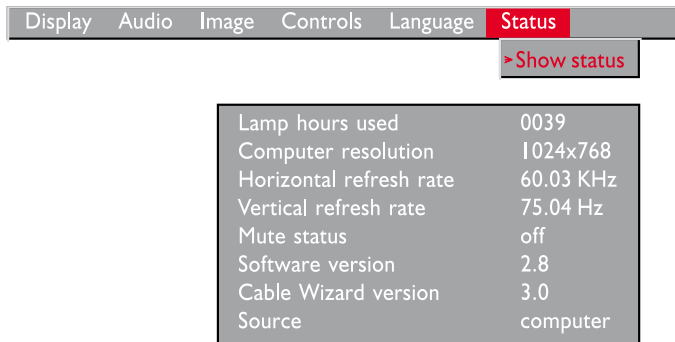 Display Audio Image Controls Language Status
➤Show status
Lamp hours used 0039
Computer resolution 1024x768
Horizontal refresh rate 60.03 KHz
Vertical refresh rate 75.04 Hz
Mute status off
Software version 2.8
Cable Wizard version 3.0
Source computer